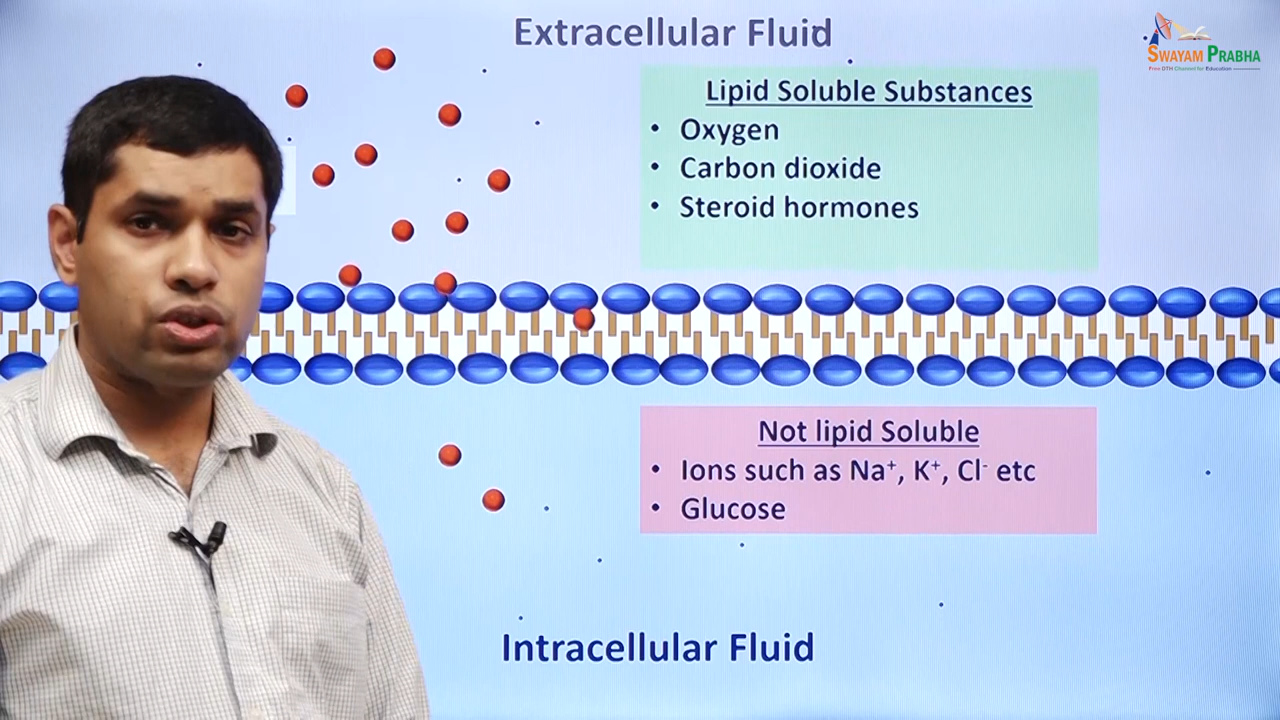 Extracellular Fluid
SWAYAM PRABHA
Free DTH Channel for Education
Lipid Soluble Substances
• Oxygen
• Carbon dioxide
• Steroid hormones
Not lipid Soluble
• Ions such as Na⁺, K⁺, Cl⁻ etc
• Glucose
Intracellular Fluid